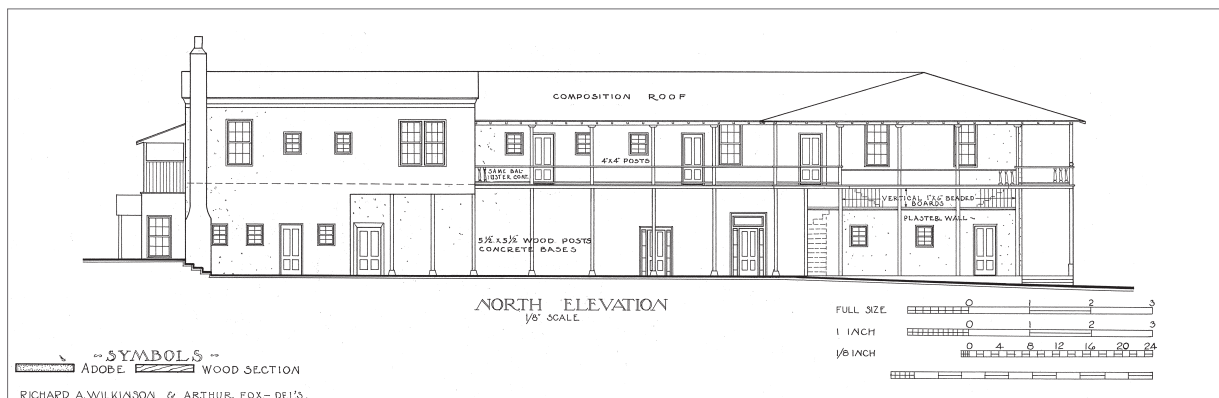 COMPOSITION ROOF
4"X4" POSTS
SAME BAL-
USTER CONT.
VERTICAL 1"X6" BEADED
BOARDS
PLASTER WALL
5½"X5½" WOOD POSTS
CONCRETE BASES
NORTH ELEVATION
1/8" SCALE
FULL SIZE 0 1 2 3
1 INCH 0 1 2 3
1/8 INCH 0 4 8 12 16 20 24
-SYMBOLS-
ADOBE WOOD SECTION
RICHARD A. WILKINSON & ARTHUR FOX-DEL'S.